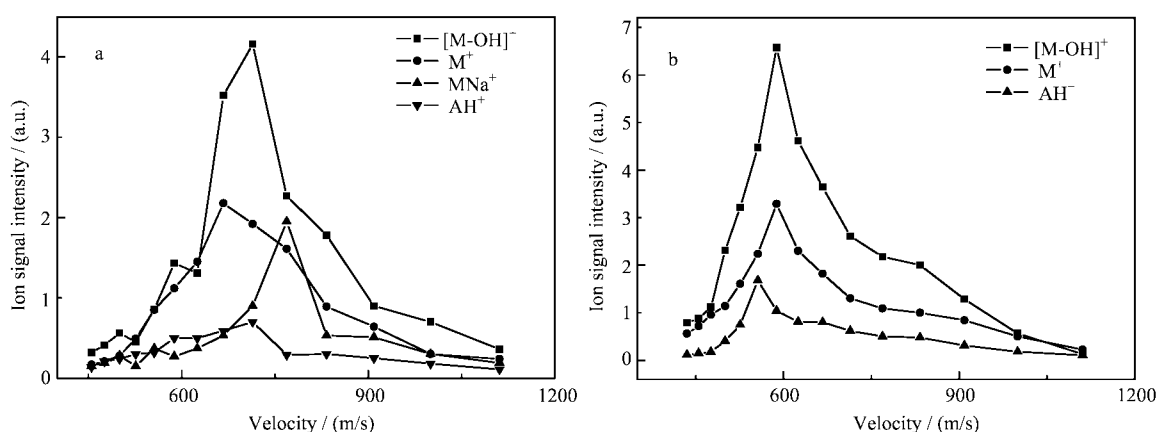 a
[M-OH]⁻
M⁺
MNa⁺
AH⁺
Ion signal intensity / (a.u.)
4
3
2
1
0
600
900
1200
Velocity / (m/s)
b
[M-OH]⁺
M⁺
AH⁻
Ion signal intensity / (a.u.)
7
6
5
4
3
2
1
0
600
900
1200
Velocity / (m/s)